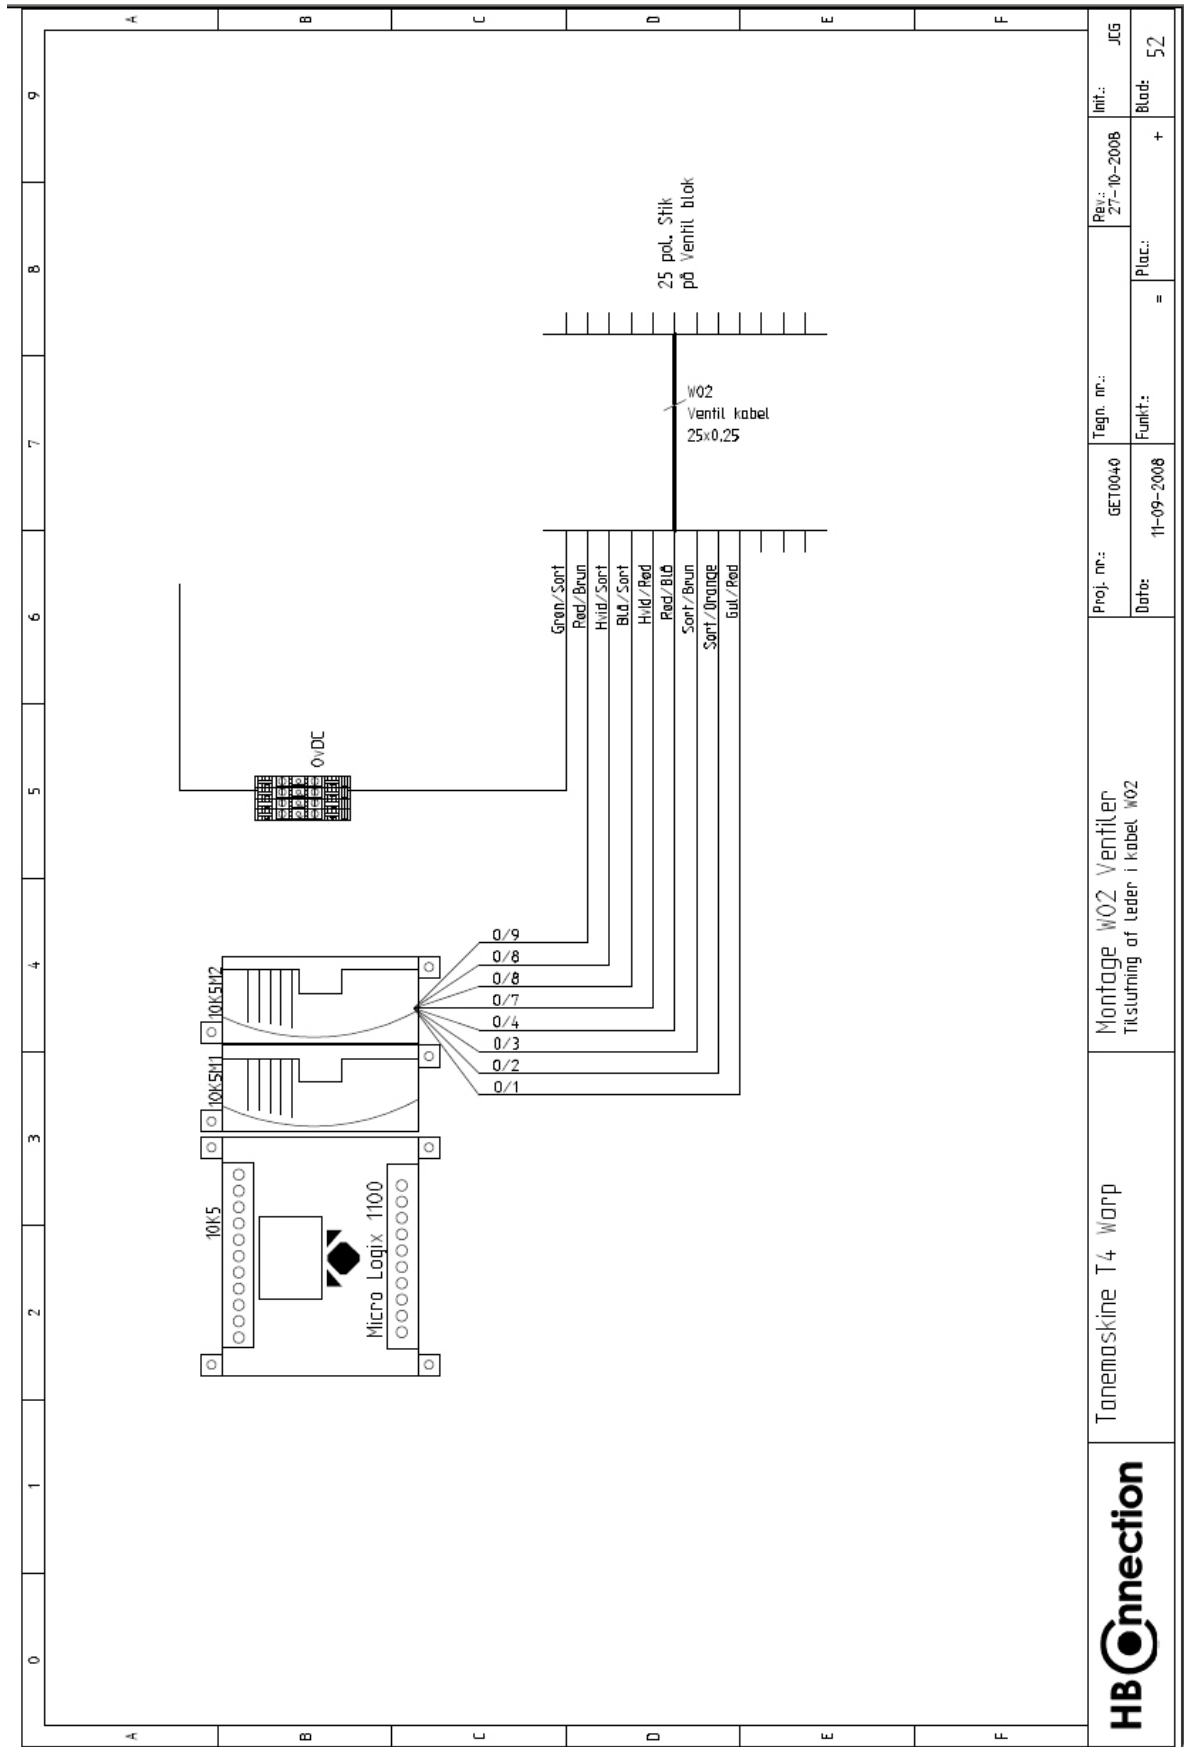 0 1 2 3 4 5 6 7 8 9
A
B
C
D
E
F
A
B
C
D
E
F
10K5
10K5M1
10K5M2
Micro Logix 1100
0vDC
0/9
0/8
0/8
0/7
0/4
0/3
0/2
0/1
Grøn/Sort
Rød/Brun
Hvid/Sort
Blå/Sort
Hvid/Rød
Rød/Blå
Sort/Brun
Sort/Orange
Gul/Rød
W02
Ventil kabel
25x0,25
25 pol. Stik
på Ventil blok
HBConnection
Tanemaskine T4 Warp
Montage W02 Ventiler
Tilslutning af leder i kabel W02
Proj. nr.: GET0040
Tegn. nr.:
Rev.: 27-10-2008
Init.: JCG
Dato: 11-09-2008
Funkt.: =
Plac.: +
Blad: 52